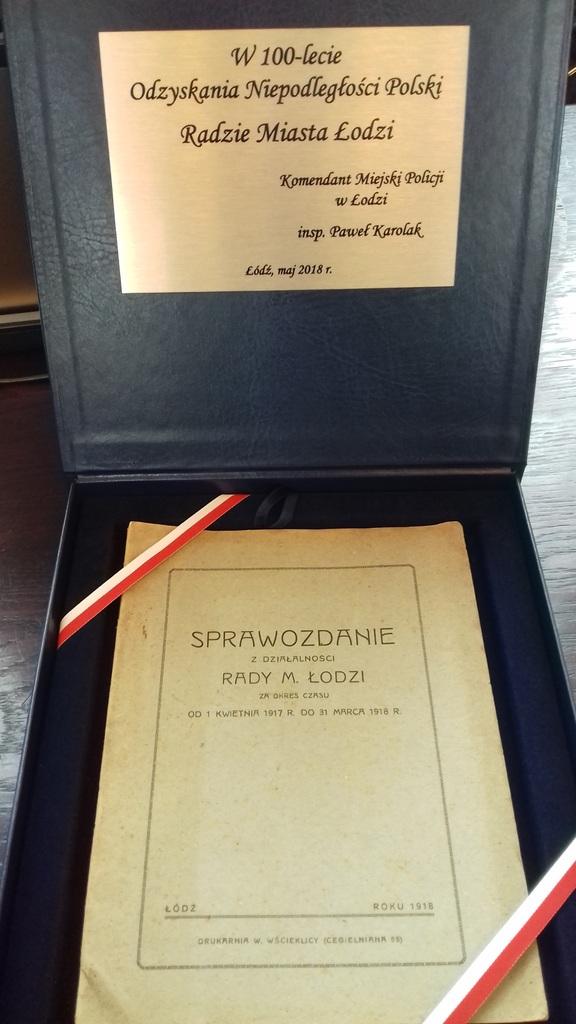 W 100-lecie
Odzyskania Niepodległości Polski
Radzie Miasta Łodzi
Komendant Miejski Policji
w Łodzi
insp. Paweł Karolak
Łódź, maj 2018 r.
SPRAWOZDANIE
Z DZIAŁALNOŚCI
RADY M. ŁODZI
ZA OKRES CZASU
OD 1 KWIETNIA 1917 R. DO 31 MARCA 1918 R.
ŁÓDŹ ROKU 1918
DRUKARNIA W. WŚCIEKLICY (CEGIELNIANA